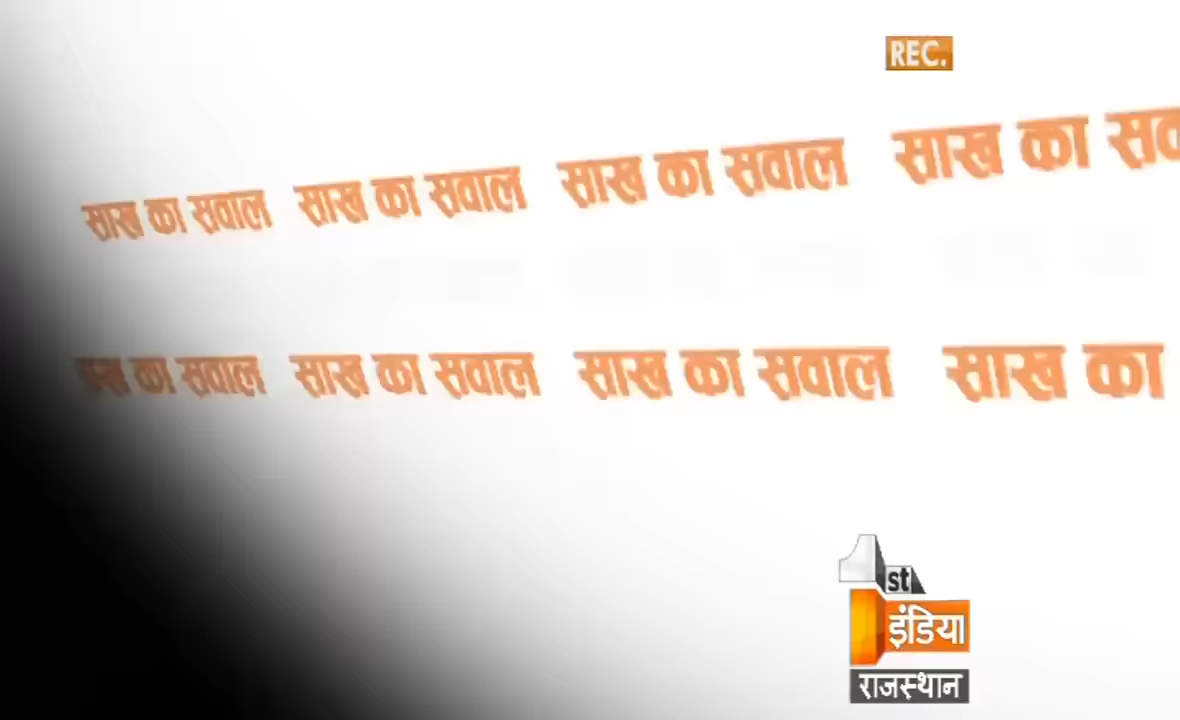 REC.
साख का सवाल साख का सवाल साख का सवाल साख का
का सवाल साख का सवाल साख का सवाल साख का
1st
इंडिया
राजस्थान